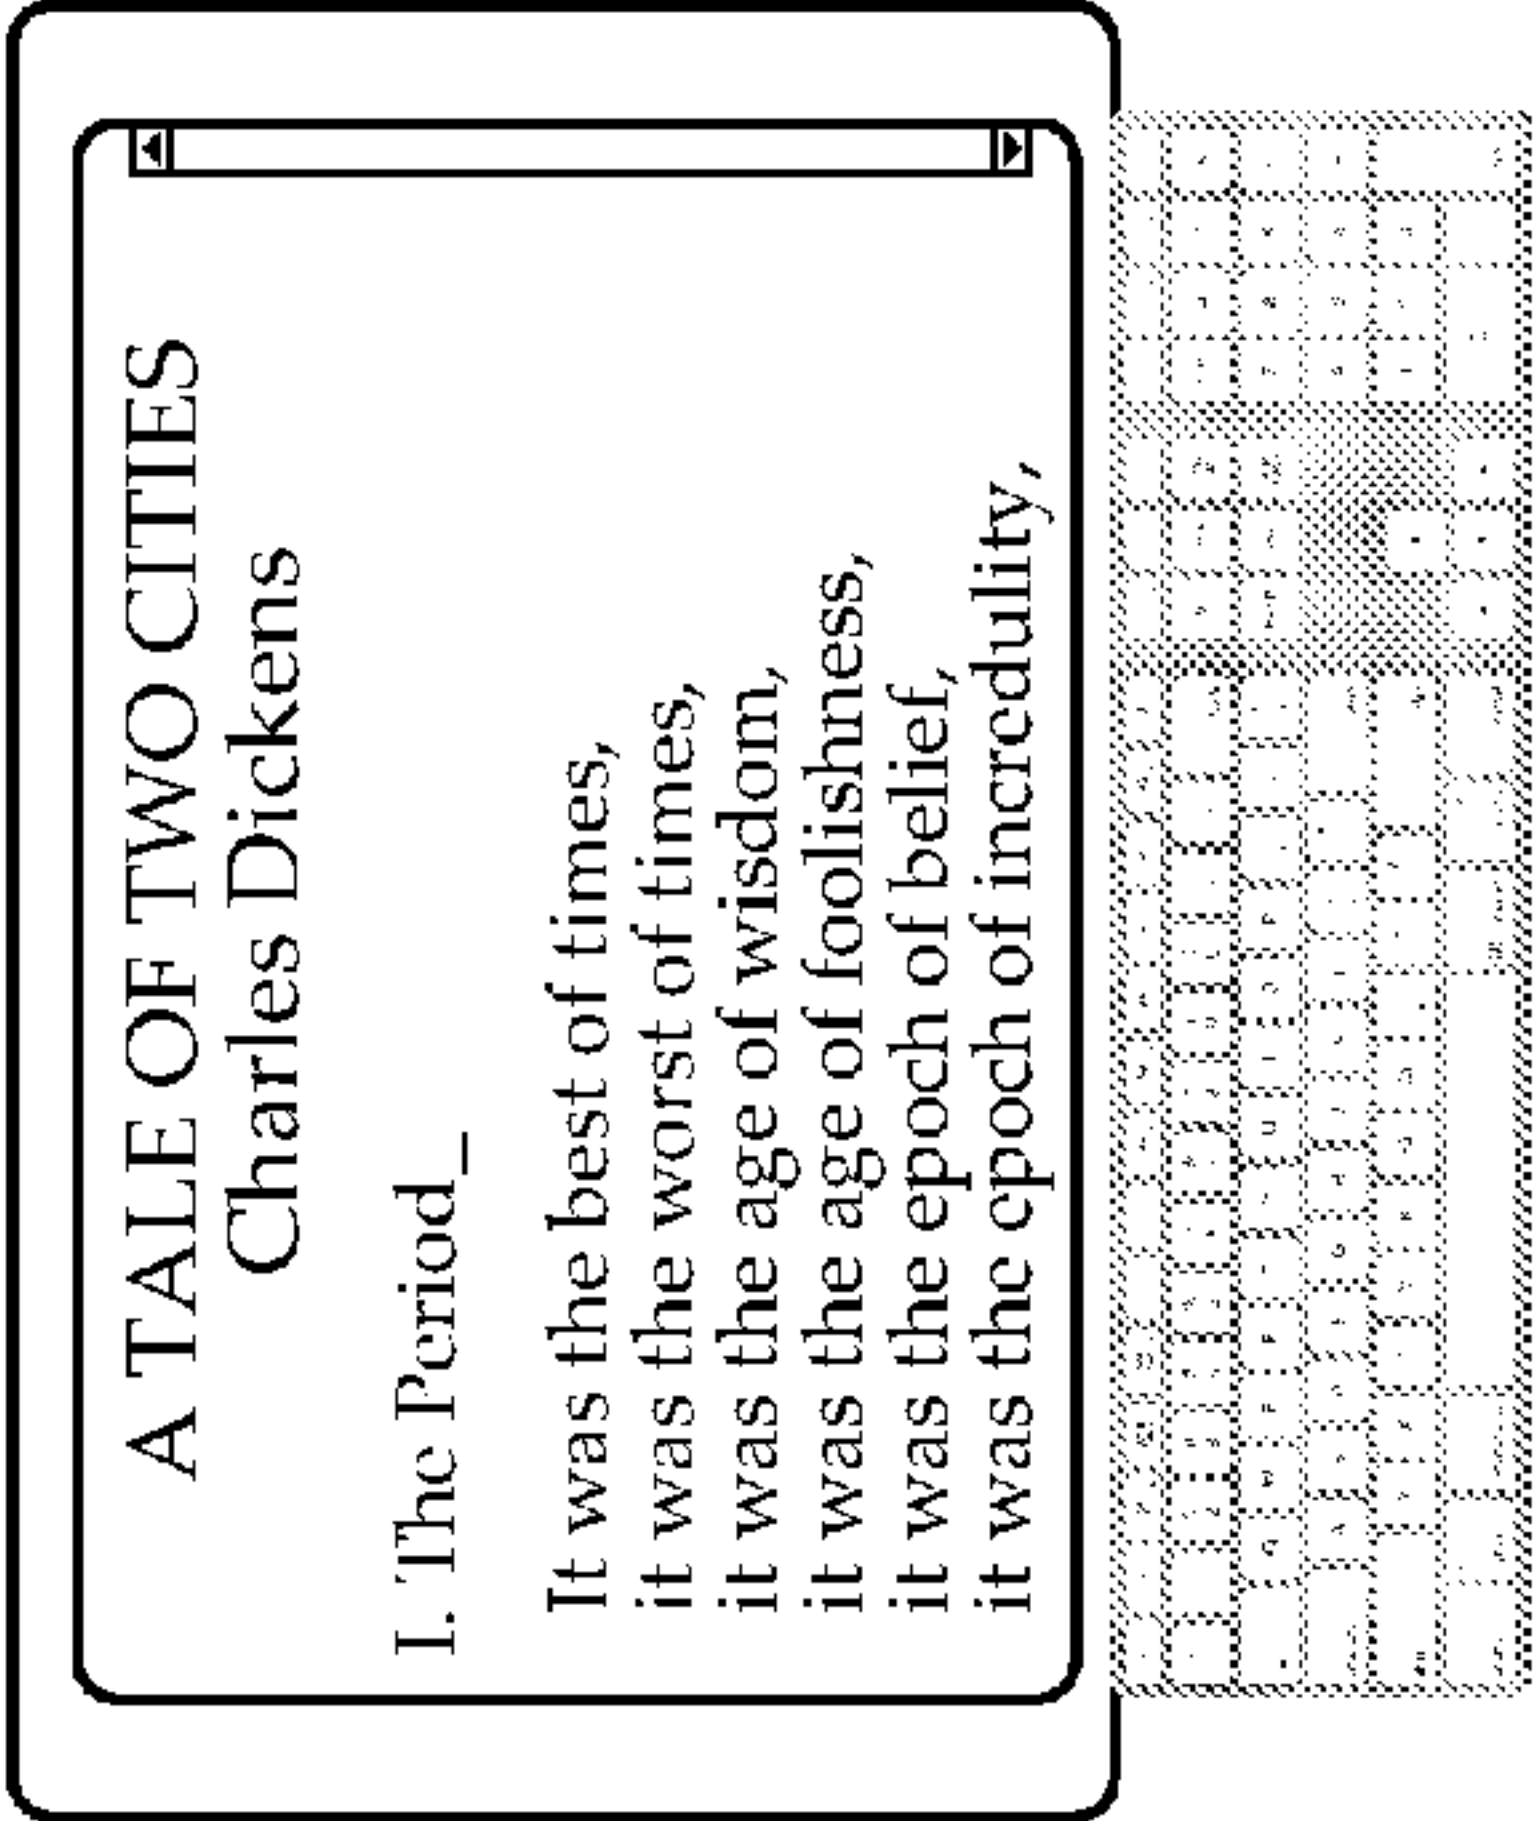 A TALE OF TWO CITIES
Charles Dickens
I. The Period_
It was the best of times,
it was the worst of times,
it was the age of wisdom,
it was the age of foolishness,
it was the epoch of belief,
it was the epoch of incredulity,